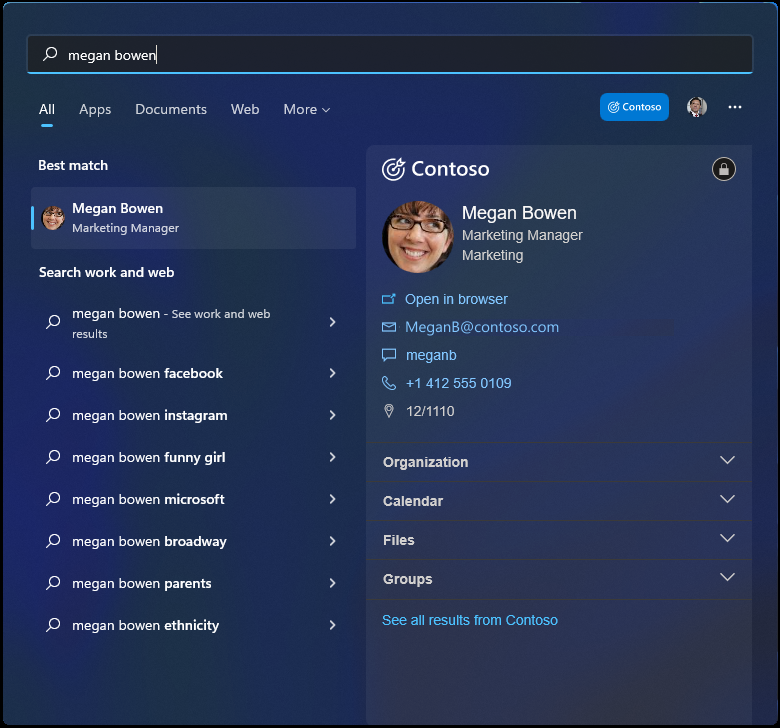 megan bowen
All
Apps
Documents
Web
More
Contoso
Best match
Megan Bowen
Marketing Manager
Search work and web
megan bowen - See work and web
results
megan bowen facebook
megan bowen instagram
megan bowen funny girl
megan bowen microsoft
megan bowen broadway
megan bowen parents
megan bowen ethnicity
Contoso
Megan Bowen
Marketing Manager
Marketing
Open in browser
MeganB@contoso.com
meganb
+1 412 555 0109
12/1110
Organization
Calendar
Files
Groups
See all results from Contoso